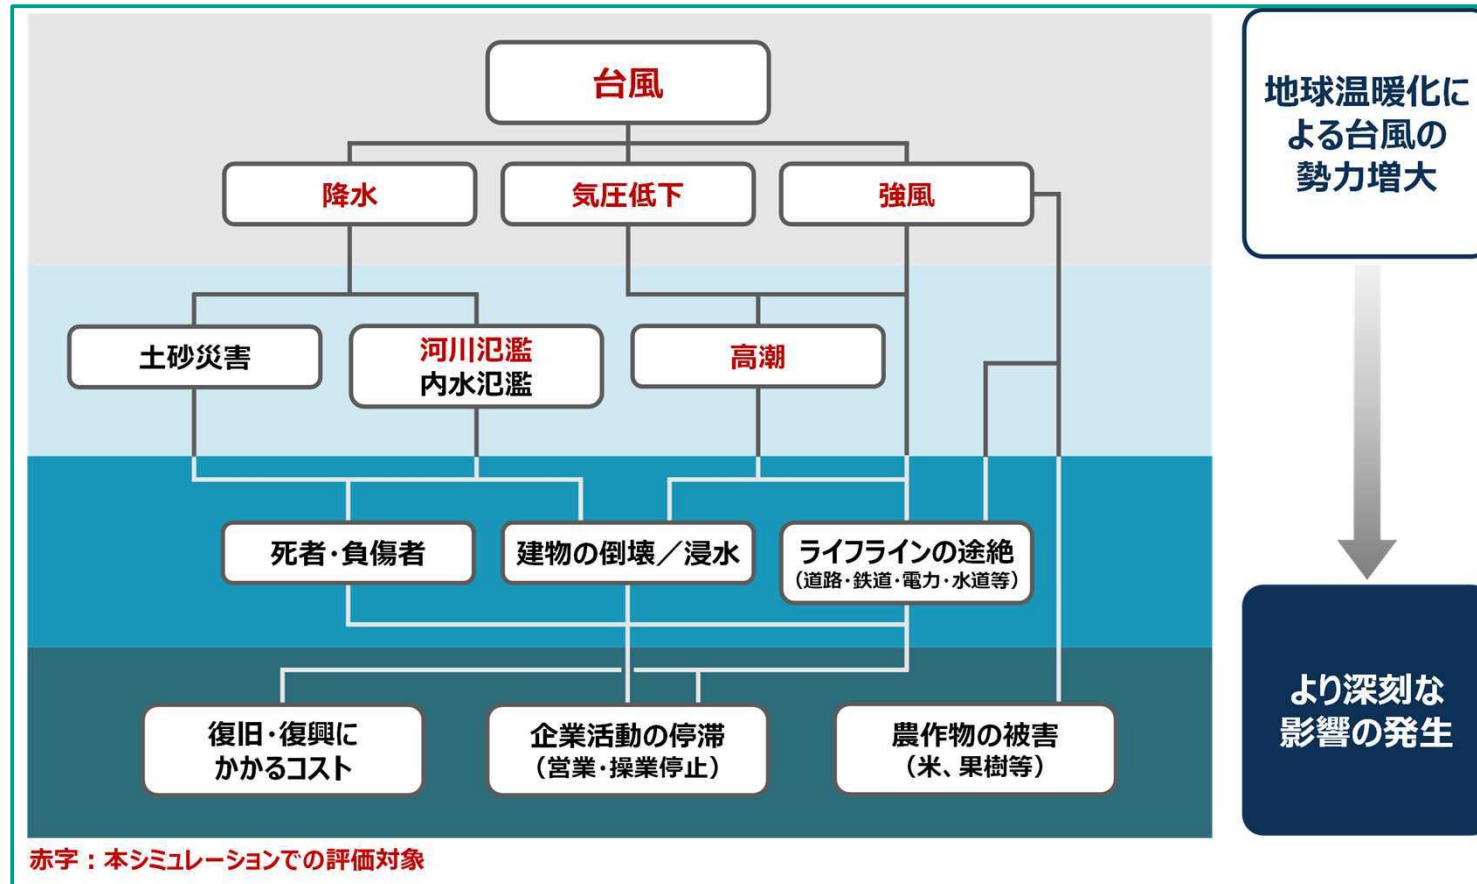 台風
降水
気圧低下
強風
土砂災害
河川氾濫
内水氾濫
高潮
死者・負傷者
建物の倒壊／浸水
ライフラインの途絶
（道路・鉄道・電力・水道等）
復旧・復興に
かかるコスト
企業活動の停滞
（営業・操業停止）
農作物の被害
（米、果樹等）
地球温暖化に
よる台風の
勢力増大
より深刻な
影響の発生
赤字：本シミュレーションでの評価対象